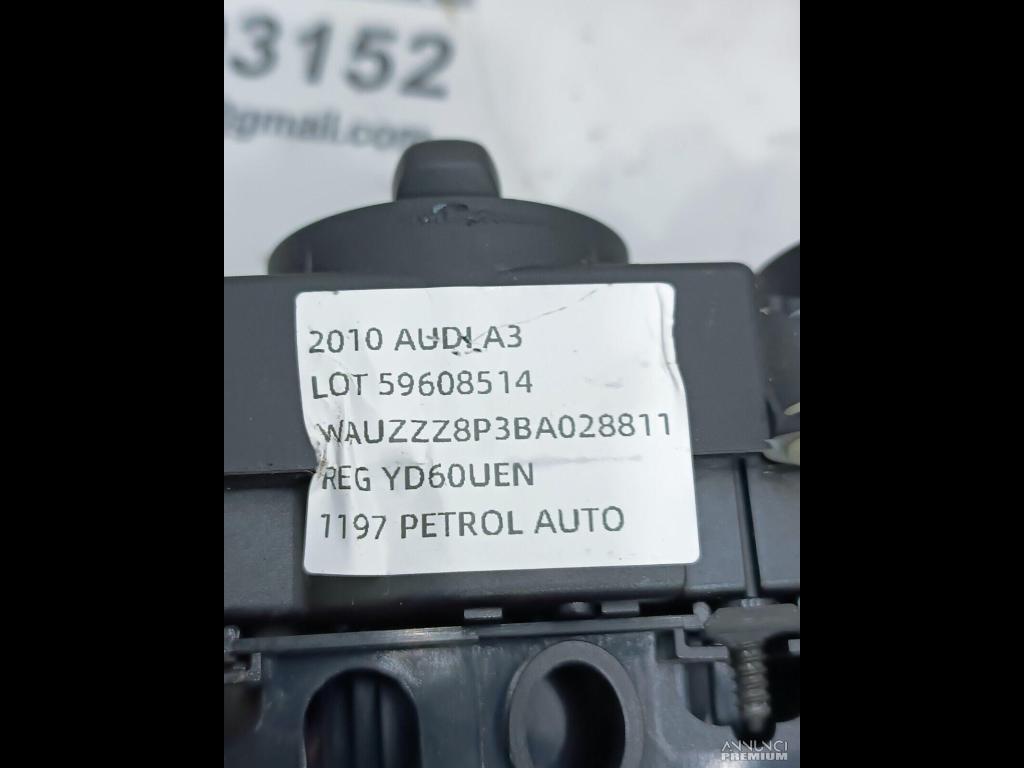 3152
@gmail.com
2010 AUDI A3
LOT 59608514
WAUZZZ8P3BA028811
REG YD60UEN
1197 PETROL AUTO
ANNUNCI
PREMIUM